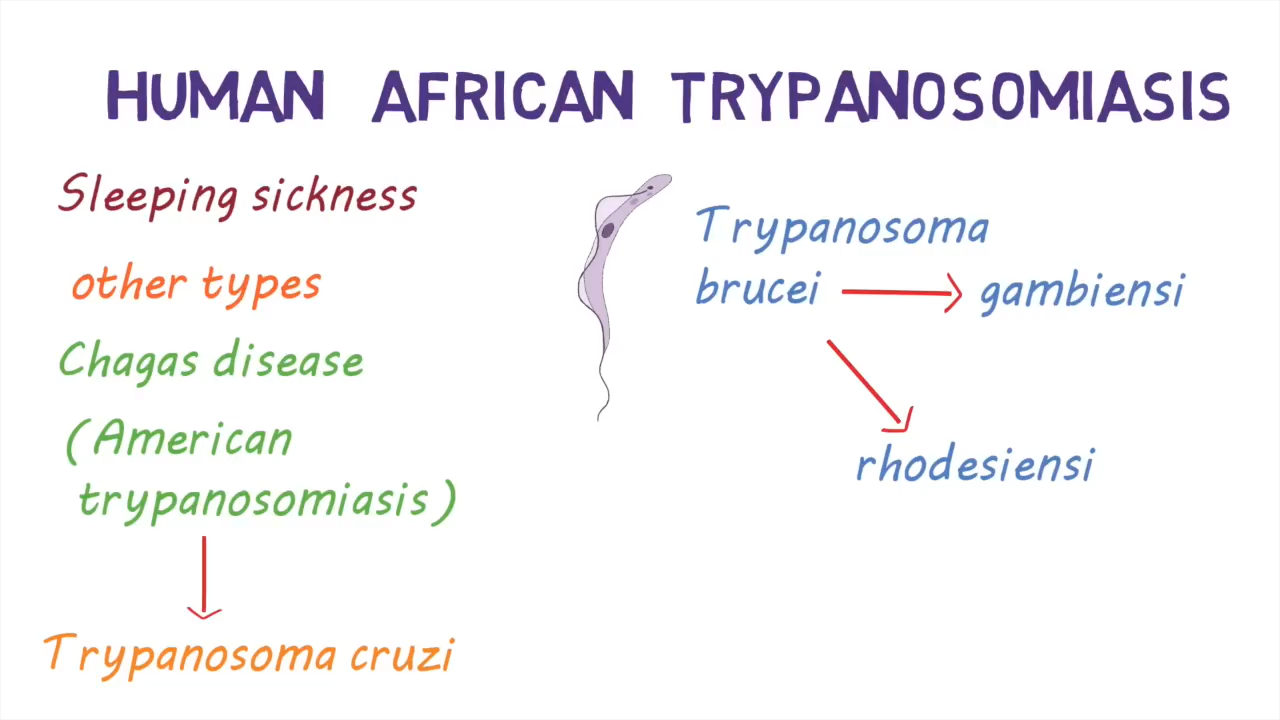 HUMAN AFRICAN TRYPANOSOMIASIS
Sleeping sickness
other types
Chagas disease
(American
trypanosomiasis)
Trypanosoma cruzi
Trypanosoma
brucei
gambiensi
rhodesiensi